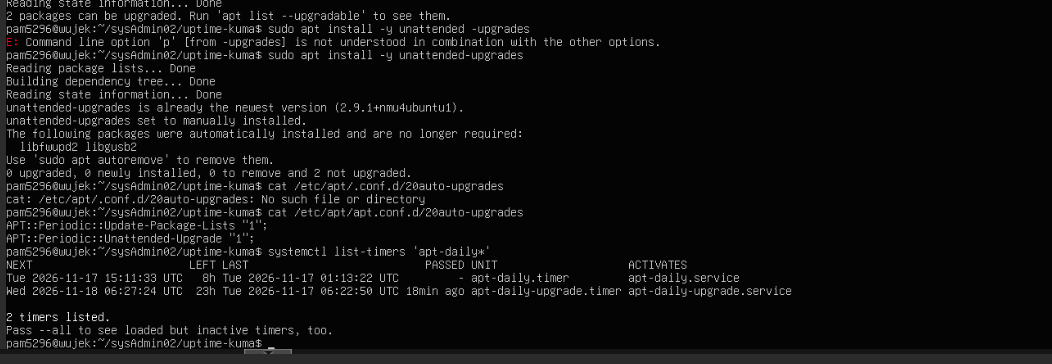 Reading state information... Done
2 packages can be upgraded. Run 'apt list --upgradable' to see them.
pam5296@wujek:~/sysAdmin02/uptime-kuma$ sudo apt install -y unattended -upgrades
E: Command line option 'p' [from -upgrades] is not understood in combination with the other options.
pam5296@wujek:~/sysAdmin02/uptime-kuma$ sudo apt install -y unattended-upgrades
Reading package lists... Done
Building dependency tree... Done
Reading state information... Done
unattended-upgrades is already the newest version (2.9.1+nmu4ubuntu1).
unattended-upgrades set to manually installed.
The following packages were automatically installed and are no longer required:
  libfwupd2 libgusb2
Use 'sudo apt autoremove' to remove them.
0 upgraded, 0 newly installed, 0 to remove and 2 not upgraded.
pam5296@wujek:~/sysAdmin02/uptime-kuma$ cat /etc/apt/.conf.d/20auto-upgrades
cat: /etc/apt/.conf.d/20auto-upgrades: No such file or directory
pam5296@wujek:~/sysAdmin02/uptime-kuma$ cat /etc/apt/apt.conf.d/20auto-upgrades
APT::Periodic::Update-Package-Lists "1";
APT::Periodic::Unattended-Upgrade "1";
pam5296@wujek:~/sysAdmin02/uptime-kuma$ systemctl list-timers 'apt-daily*'
NEXT                        LEFT LAST                        PASSED UNIT                    ACTIVATES
Tue 2026-11-17 15:11:33 UTC   8h Tue 2026-11-17 01:13:22 UTC         - apt-daily.timer         apt-daily.service
Wed 2026-11-18 06:27:24 UTC  23h Tue 2026-11-17 06:22:50 UTC 18min ago apt-daily-upgrade.timer apt-daily-upgrade.service

2 timers listed.
Pass --all to see loaded but inactive timers, too.
pam5296@wujek:~/sysAdmin02/uptime-kuma$ _